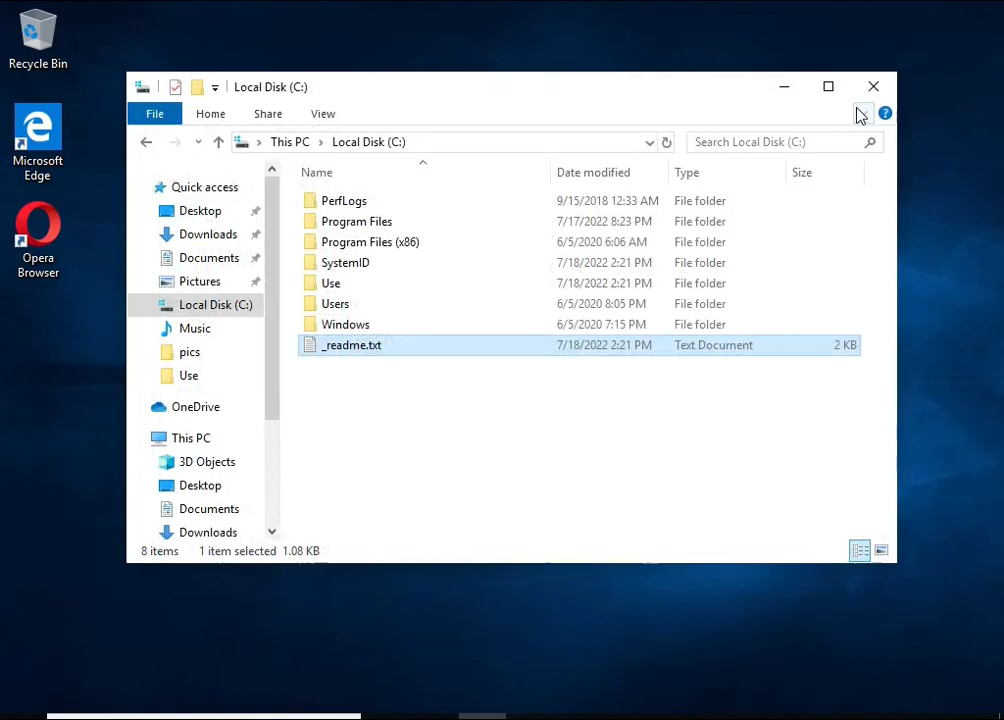 Recycle Bin
Microsoft
Edge
Opera
Browser
Local Disk (C:)
File Home Share View
This PC > Local Disk (C:)
Search Local Disk (C:)
Name Date modified Type Size
Quick access
Desktop
Downloads
Documents
Pictures
Local Disk (C:)
Music
pics
Use
OneDrive
This PC
3D Objects
Desktop
Documents
Downloads
PerfLogs 9/15/2018 12:33 AM File folder
Program Files 7/17/2022 8:23 PM File folder
Program Files (x86) 6/5/2020 6:06 AM File folder
SystemID 7/18/2022 2:21 PM File folder
Use 7/18/2022 2:21 PM File folder
Users 6/5/2020 8:05 PM File folder
Windows 6/5/2020 7:15 PM File folder
_readme.txt 7/18/2022 2:21 PM Text Document 2 KB
8 items 1 item selected 1.08 KB